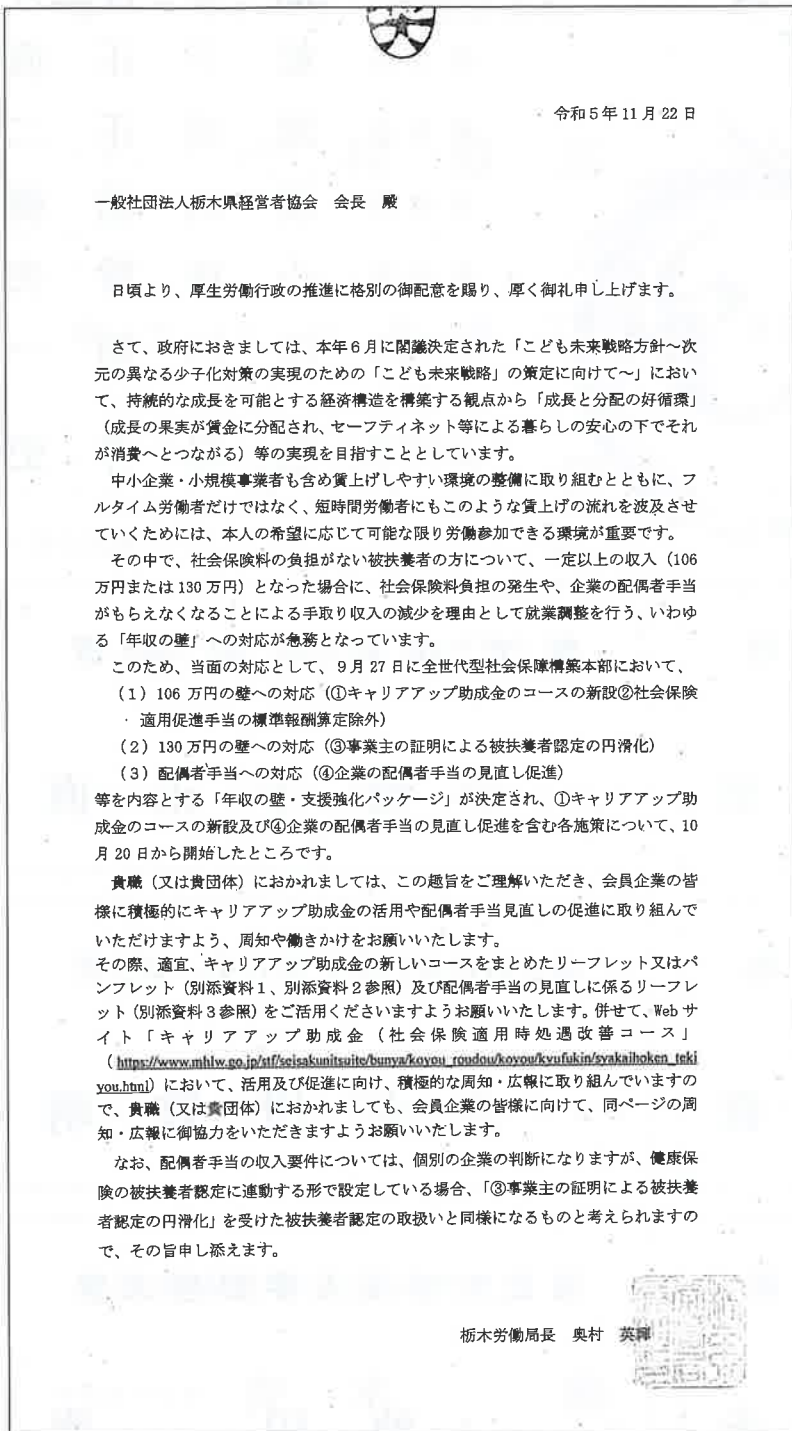 令和5年11月22日
一般社団法人栃木県経営者協会　会長　殿
日頃より、厚生労働行政の推進に格別の御配意を賜り、厚く御礼申し上げます。
さて、政府におきましては、本年6月に閣議決定された「こども未来戦略方針～次
元の異なる少子化対策の実現のための「こども未来戦略」の策定に向けて～」におい
て、持続的な成長を可能とする経済構造を構築する観点から「成長と分配の好循環」
（成長の果実が賃金に分配され、セーフティネット等による暮らしの安心の下でそれ
が消費へとつながる）等の実現を目指すこととしています。
中小企業・小規模事業者も含め賃上げしやすい環境の整備に取り組むとともに、フ
ルタイム労働者だけではなく、短時間労働者にもこのような賃上げの流れを波及させ
ていくためには、本人の希望に応じて可能な限り労働参加できる環境が重要です。
その中で、社会保険料の負担がない被扶養者の方について、一定以上の収入（106
万円または130万円）となった場合に、社会保険料負担の発生や、企業の配偶者手当
がもらえなくなることによる手取り収入の減少を理由として就業調整を行う、いわゆ
る「年収の壁」への対応が急務となっています。
このため、当面の対応として、9月27日に全世代型社会保障構築本部において、
（1）106万円の壁への対応（①キャリアアップ助成金のコースの新設②社会保険
適用促進手当の標準報酬算定除外）
（2）130万円の壁への対応（③事業主の証明による被扶養者認定の円滑化）
（3）配偶者手当への対応（④企業の配偶者手当の見直し促進）
等を内容とする「年収の壁・支援強化パッケージ」が決定され、①キャリアアップ助
成金のコースの新設及び④企業の配偶者手当の見直し促進を含む各施策について、10
月20日から開始したところです。
貴職（又は貴団体）におかれましては、この趣旨をご理解いただき、会員企業の皆
様に積極的にキャリアアップ助成金の活用や配偶者手当見直しの促進に取り組んで
いただけますよう、周知や働きかけをお願いいたします。
その際、適宜、キャリアアップ助成金の新しいコースをまとめたリーフレット又はパ
ンフレット（別添資料1、別添資料2参照）及び配偶者手当の見直しに係るリーフレ
ット（別添資料3参照）をご活用くださいますようお願いいたします。併せて、Webサ
イト「キャリアアップ助成金（社会保険適用時処遇改善コース」
（https://www.mhlw.go.jp/stf/seisakunitsuite/bunya/koyou_roudou/koyou/kyufukin/syakaihoken_teki
you.html）において、活用及び促進に向け、積極的な周知・広報に取り組んでいますの
で、貴職（又は貴団体）におかれましても、会員企業の皆様に向けて、同ページの周
知・広報に御協力をいただきますようお願いいたします。
なお、配偶者手当の収入要件については、個別の企業の判断になりますが、健康保
険の被扶養者認定に連動する形で設定している場合、「③事業主の証明による被扶養
者認定の円滑化」を受けた被扶養者認定の取扱いと同様になるものと考えられますの
で、その旨申し添えます。
栃木労働局長　奥村　英輝